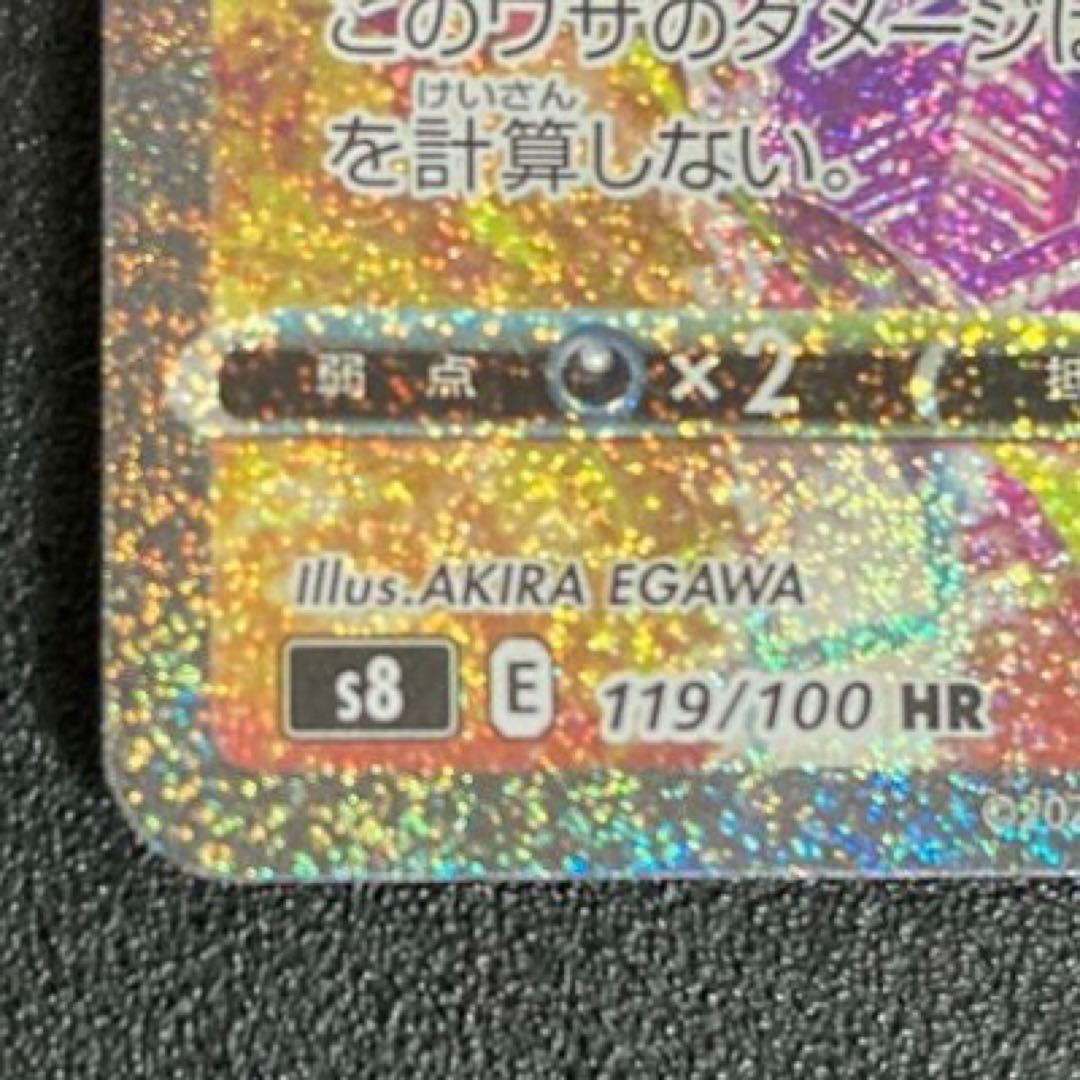 このワザのダメージは
けいさん
を計算しない。
弱点 ×2
Illus.AKIRA EGAWA
s8 E 119/100 HR